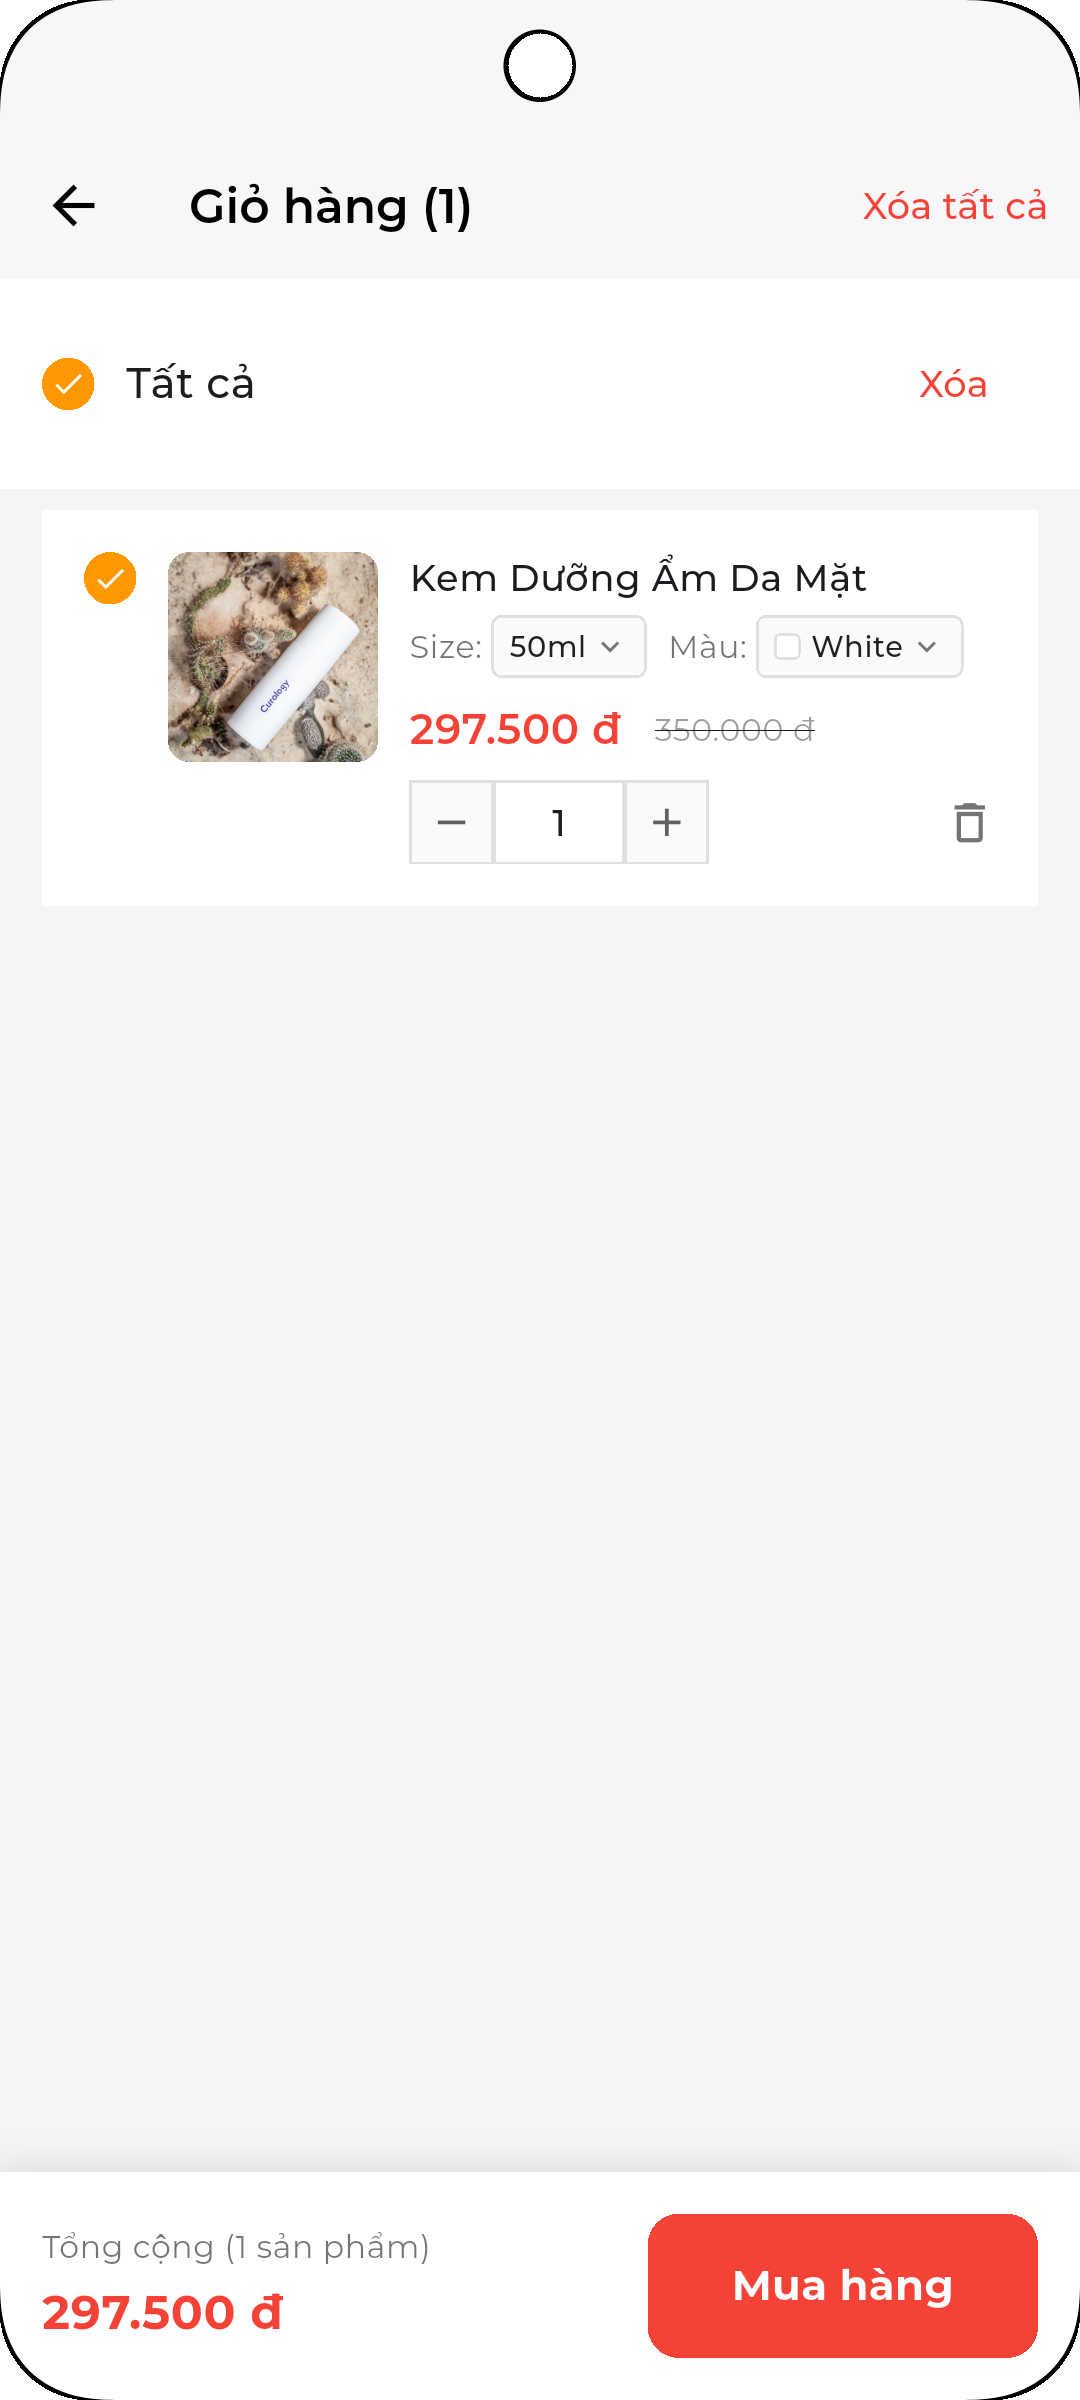 Giỏ hàng (1)
Xóa tất cả
Tất cả
Xóa
Kem Dưỡng Ẩm Da Mặt
Size: 50ml Màu: White
Curology
297.500 đ 350.000 đ
1
Tổng cộng (1 sản phẩm)
297.500 đ
Mua hàng